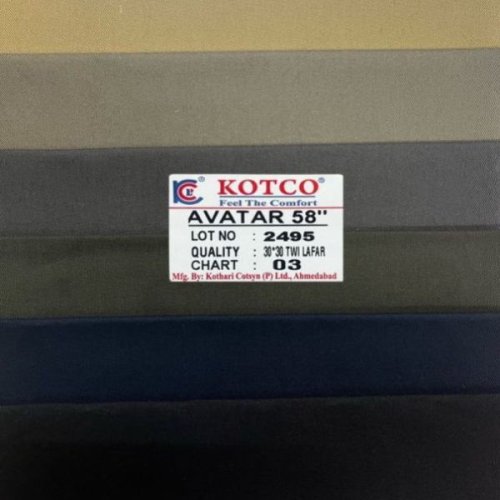 KOTCO®
Feel The Comfort
AVATAR 58"
LOT NO : 2495
QUALITY : 30*30 TWI LAFAR
CHART : 03
Mfg. By: Kothari Cotsyn (P) Ltd., Ahmedabad